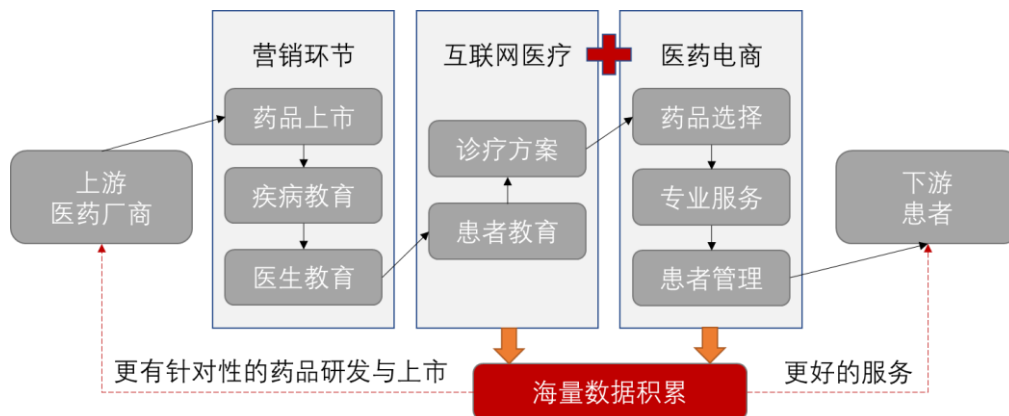 营销环节
互联网医疗
医药电商
药品上市
疾病教育
医生教育
诊疗方案
患者教育
药品选择
专业服务
患者管理
上游
医药厂商
下游
患者
更有针对性的药品研发与上市
海量数据积累
更好的服务